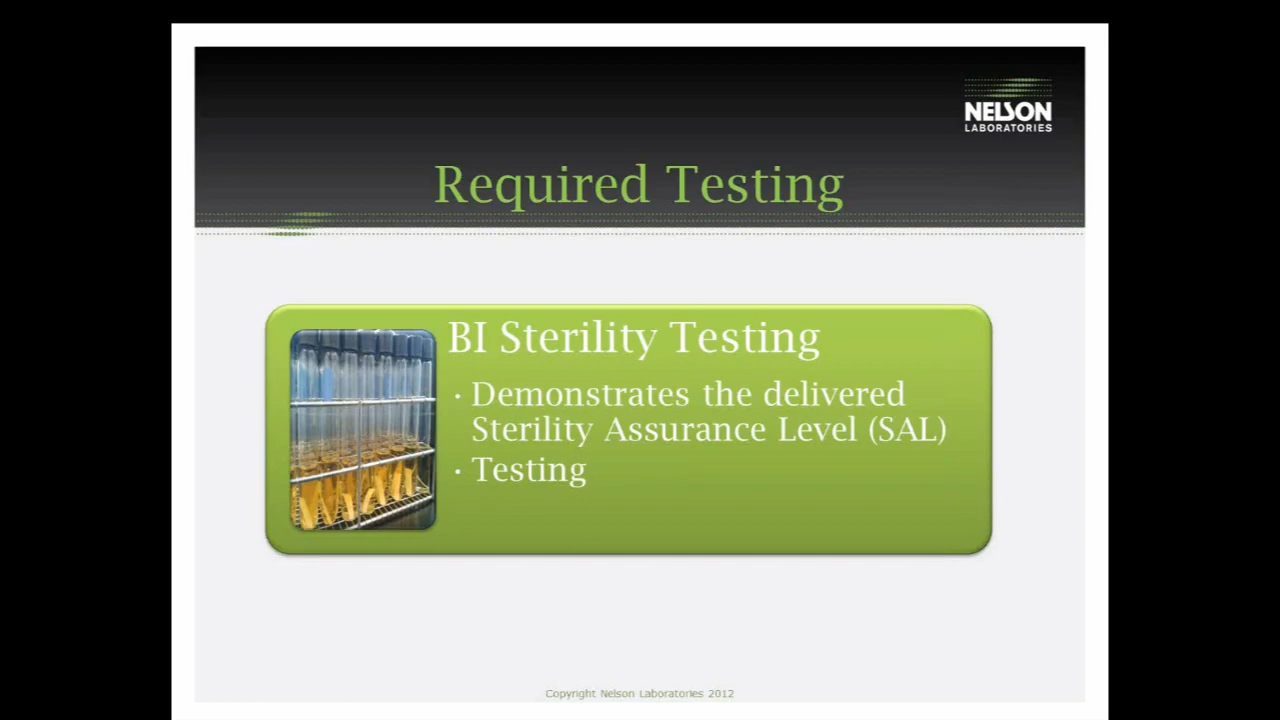 NELSON
LABORATORIES
Required Testing
BI Sterility Testing
· Demonstrates the delivered
Sterility Assurance Level (SAL)
· Testing
Copyright Nelson Laboratories 2012